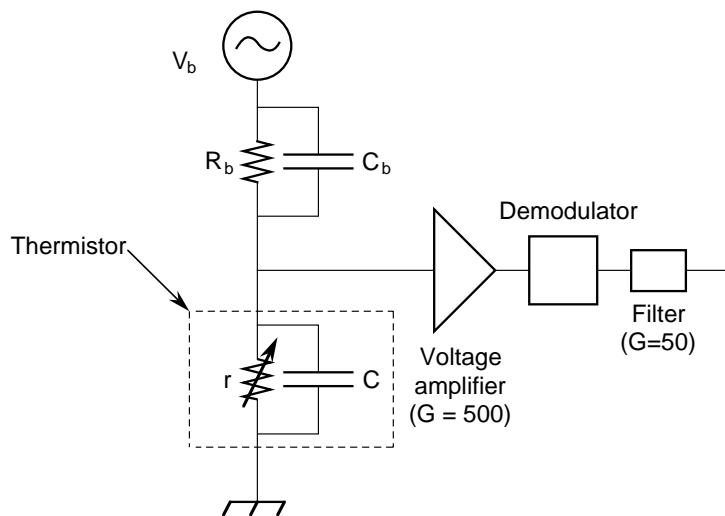 V_b
R_b
C_b
Thermistor
r
C
Voltage
amplifier
(G = 500)
Demodulator
Filter
(G=50)